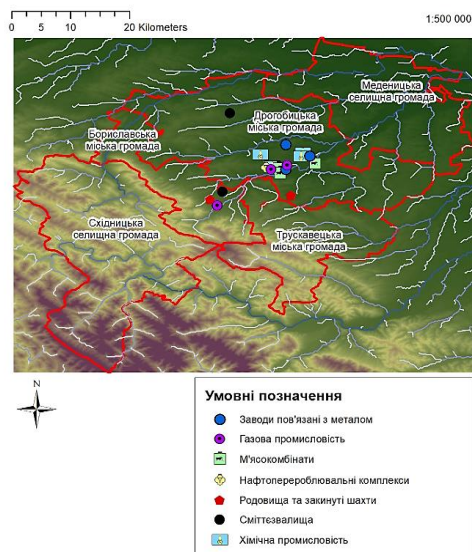 0 5 10 20 Kilometers
1:500 000
Меденицька
селищна громада
Дрогобицька
міська громада
Бориславська
міська громада
Східницька
селищна громада
Трускавецька
міська громада
N
Умовні позначення
Заводи пов'язані з металом
Газова промисловість
М'ясокомбінати
Нафтоперероблювальні комплекси
Родовища та закинуті шахти
Сміттєзвалища
Хімічна промисловість